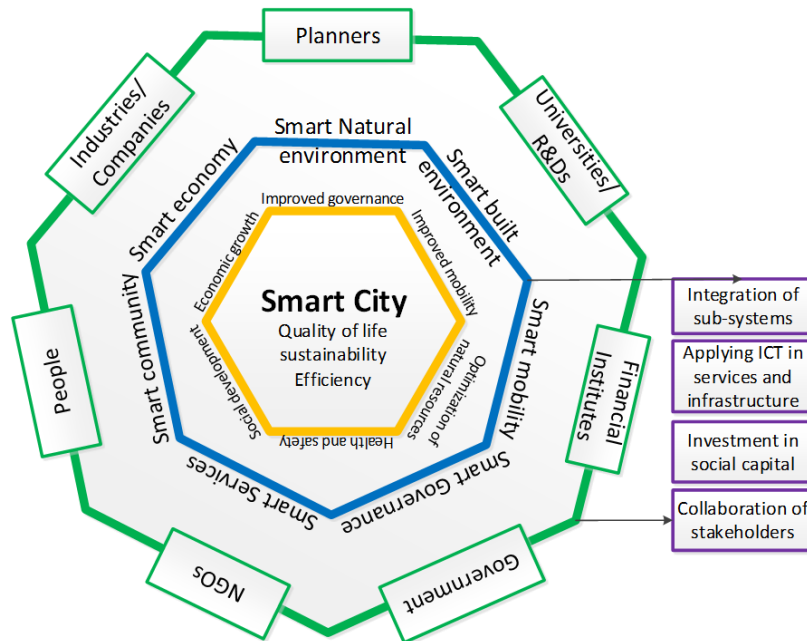 Planners
Industries/
Companies
Universities/
R&Ds
Smart Natural
environment
Smart economy
Smart built
environment
Improved governance
Economic growth
Improved mobility
Smart City
Quality of life
sustainability
Efficiency
Integration of
sub-systems
Applying ICT in
services and
infrastructure
Investment in
social capital
Collaboration of
stakeholders
People
Smart community
Social development
Optimization of
natural resources
Smart mobility
Financial
Institutes
Health and safety
Smart Services
Smart Governance
NGOs
Government